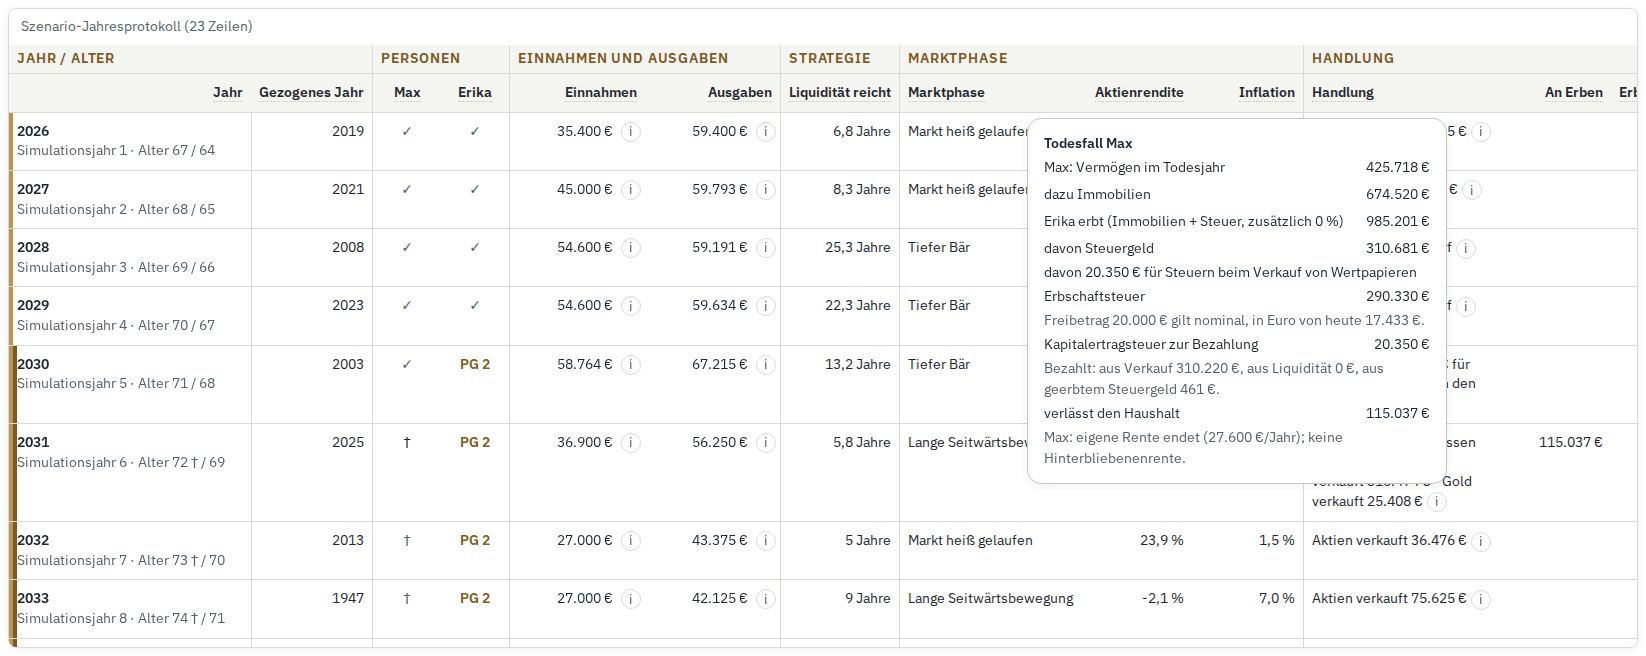 Szenario-Jahresprotokoll (23 Zeilen)
JAHR / ALTER PERSONEN EINNAHMEN UND AUSGABEN STRATEGIE MARKTPHASE HANDLUNG
Jahr Gezogenes Jahr Max Erika Einnahmen Ausgaben Liquidität reicht Marktphase Aktienrendite Inflation Handlung An Erben
2026 2019 ✓ ✓ 35.400 € i 59.400 € i 6,8 Jahre Markt heiß gelaufen 5 € i
Simulationsjahr 1 · Alter 67 / 64
2027 2021 ✓ ✓ 45.000 € i 59.793 € i 8,3 Jahre Markt heiß gelaufen € i
Simulationsjahr 2 · Alter 68 / 65
2028 2008 ✓ ✓ 54.600 € i 59.191 € i 25,3 Jahre Tiefer Bär i
Simulationsjahr 3 · Alter 69 / 66
2029 2023 ✓ ✓ 54.600 € i 59.634 € i 22,3 Jahre Tiefer Bär i
Simulationsjahr 4 · Alter 70 / 67
2030 2003 ✓ PG 2 58.764 € i 67.215 € i 13,2 Jahre Tiefer Bär für
Simulationsjahr 5 · Alter 71 / 68 den
2031 2025 † PG 2 36.900 € i 56.250 € i 5,8 Jahre Lange 115.037 €
Simulationsjahr 6 · Alter 72 † / 69
Gold
verkauft 25.408 € i
2032 2013 † PG 2 27.000 € i 43.375 € i 5 Jahre Markt heiß gelaufen 23,9 % 1,5 % Aktien verkauft 36.476 € i
Simulationsjahr 7 · Alter 73 † / 70
2033 1947 † PG 2 27.000 € i 42.125 € i 9 Jahre Lange Seitwärtsbewegung -2,1 % 7,0 % Aktien verkauft 75.625 € i
Simulationsjahr 8 · Alter 74 † / 71
Todesfall Max
Max: Vermögen im Todesjahr 425.718 €
dazu Immobilien 674.520 €
Erika erbt (Immobilien + Steuer, zusätzlich 0 %) 985.201 €
davon Steuergeld 310.681 €
davon 20.350 € für Steuern beim Verkauf von Wertpapieren
Erbschaftsteuer 290.330 €
Freibetrag 20.000 € gilt nominal, in Euro von heute 17.433 €.
Kapitalertragsteuer zur Bezahlung 20.350 €
Bezahlt: aus Verkauf 310.220 €, aus Liquidität 0 €, aus
geerbtem Steuergeld 461 €.
verlässt den Haushalt 115.037 €
Max: eigene Rente endet (27.600 €/Jahr); keine
Hinterbliebenenrente.